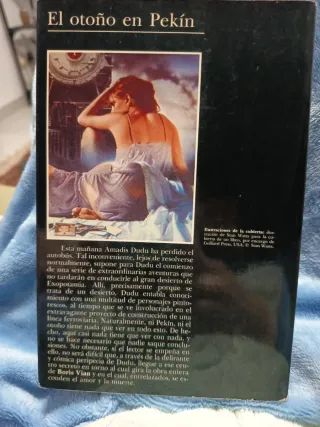 El otoño en Pekín
Ilustraciones de la cubierta: ilus-
tración de Stan Watts para la cu-
bierta de un libro, por encargo de
© Stan Watts.
Esta mañana Amadis Dudu ha perdido el
autobús. Tal inconveniente, lejos de resolverse
normalmente, supone para Dudu el comienzo
de una serie de extraordinarias aventuras que
no tardarán en conducirle al gran desierto de
Exopotamia. Allí, precisamente porque se
trata de un desierto, Dudu entabla conoci-
miento con una multitud de personajes pinto-
rescos, al tiempo que se ve involucrado en el
extravagante proyecto de construcción de una
línea ferroviaria. Naturalmente, ni Pekín, ni el
otoño tiene nada que ver en todo esto. De he-
cho, aquí casi nada tiene que ver con nada, y
no se hace necesario que nadie saque conclu-
siones. No obstante, si el lector se empeña en
ello, no será difícil que, a través de la delirante
y cómica peripecia de Dudu, llegue a ese cen-
tro secreto en torno al cual gira la obra entera
de Boris Vian y en el cual, entrelazados, se es-
conden el amor y la muerte.